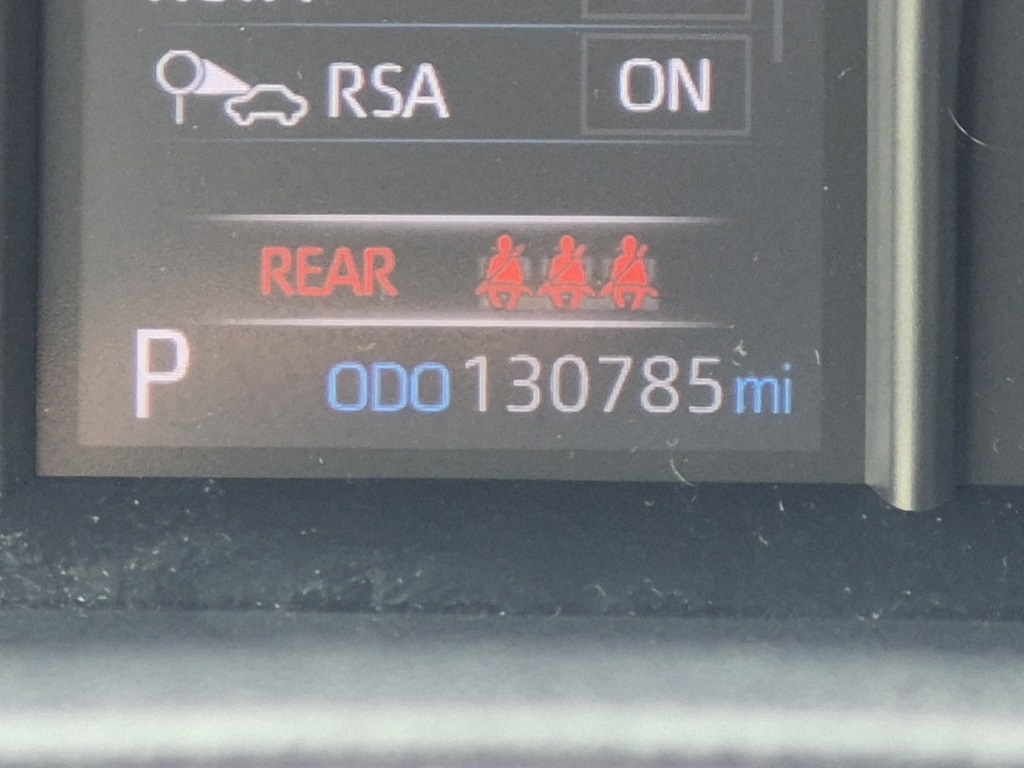 RSA ON
REAR
P ODO 130785 mi